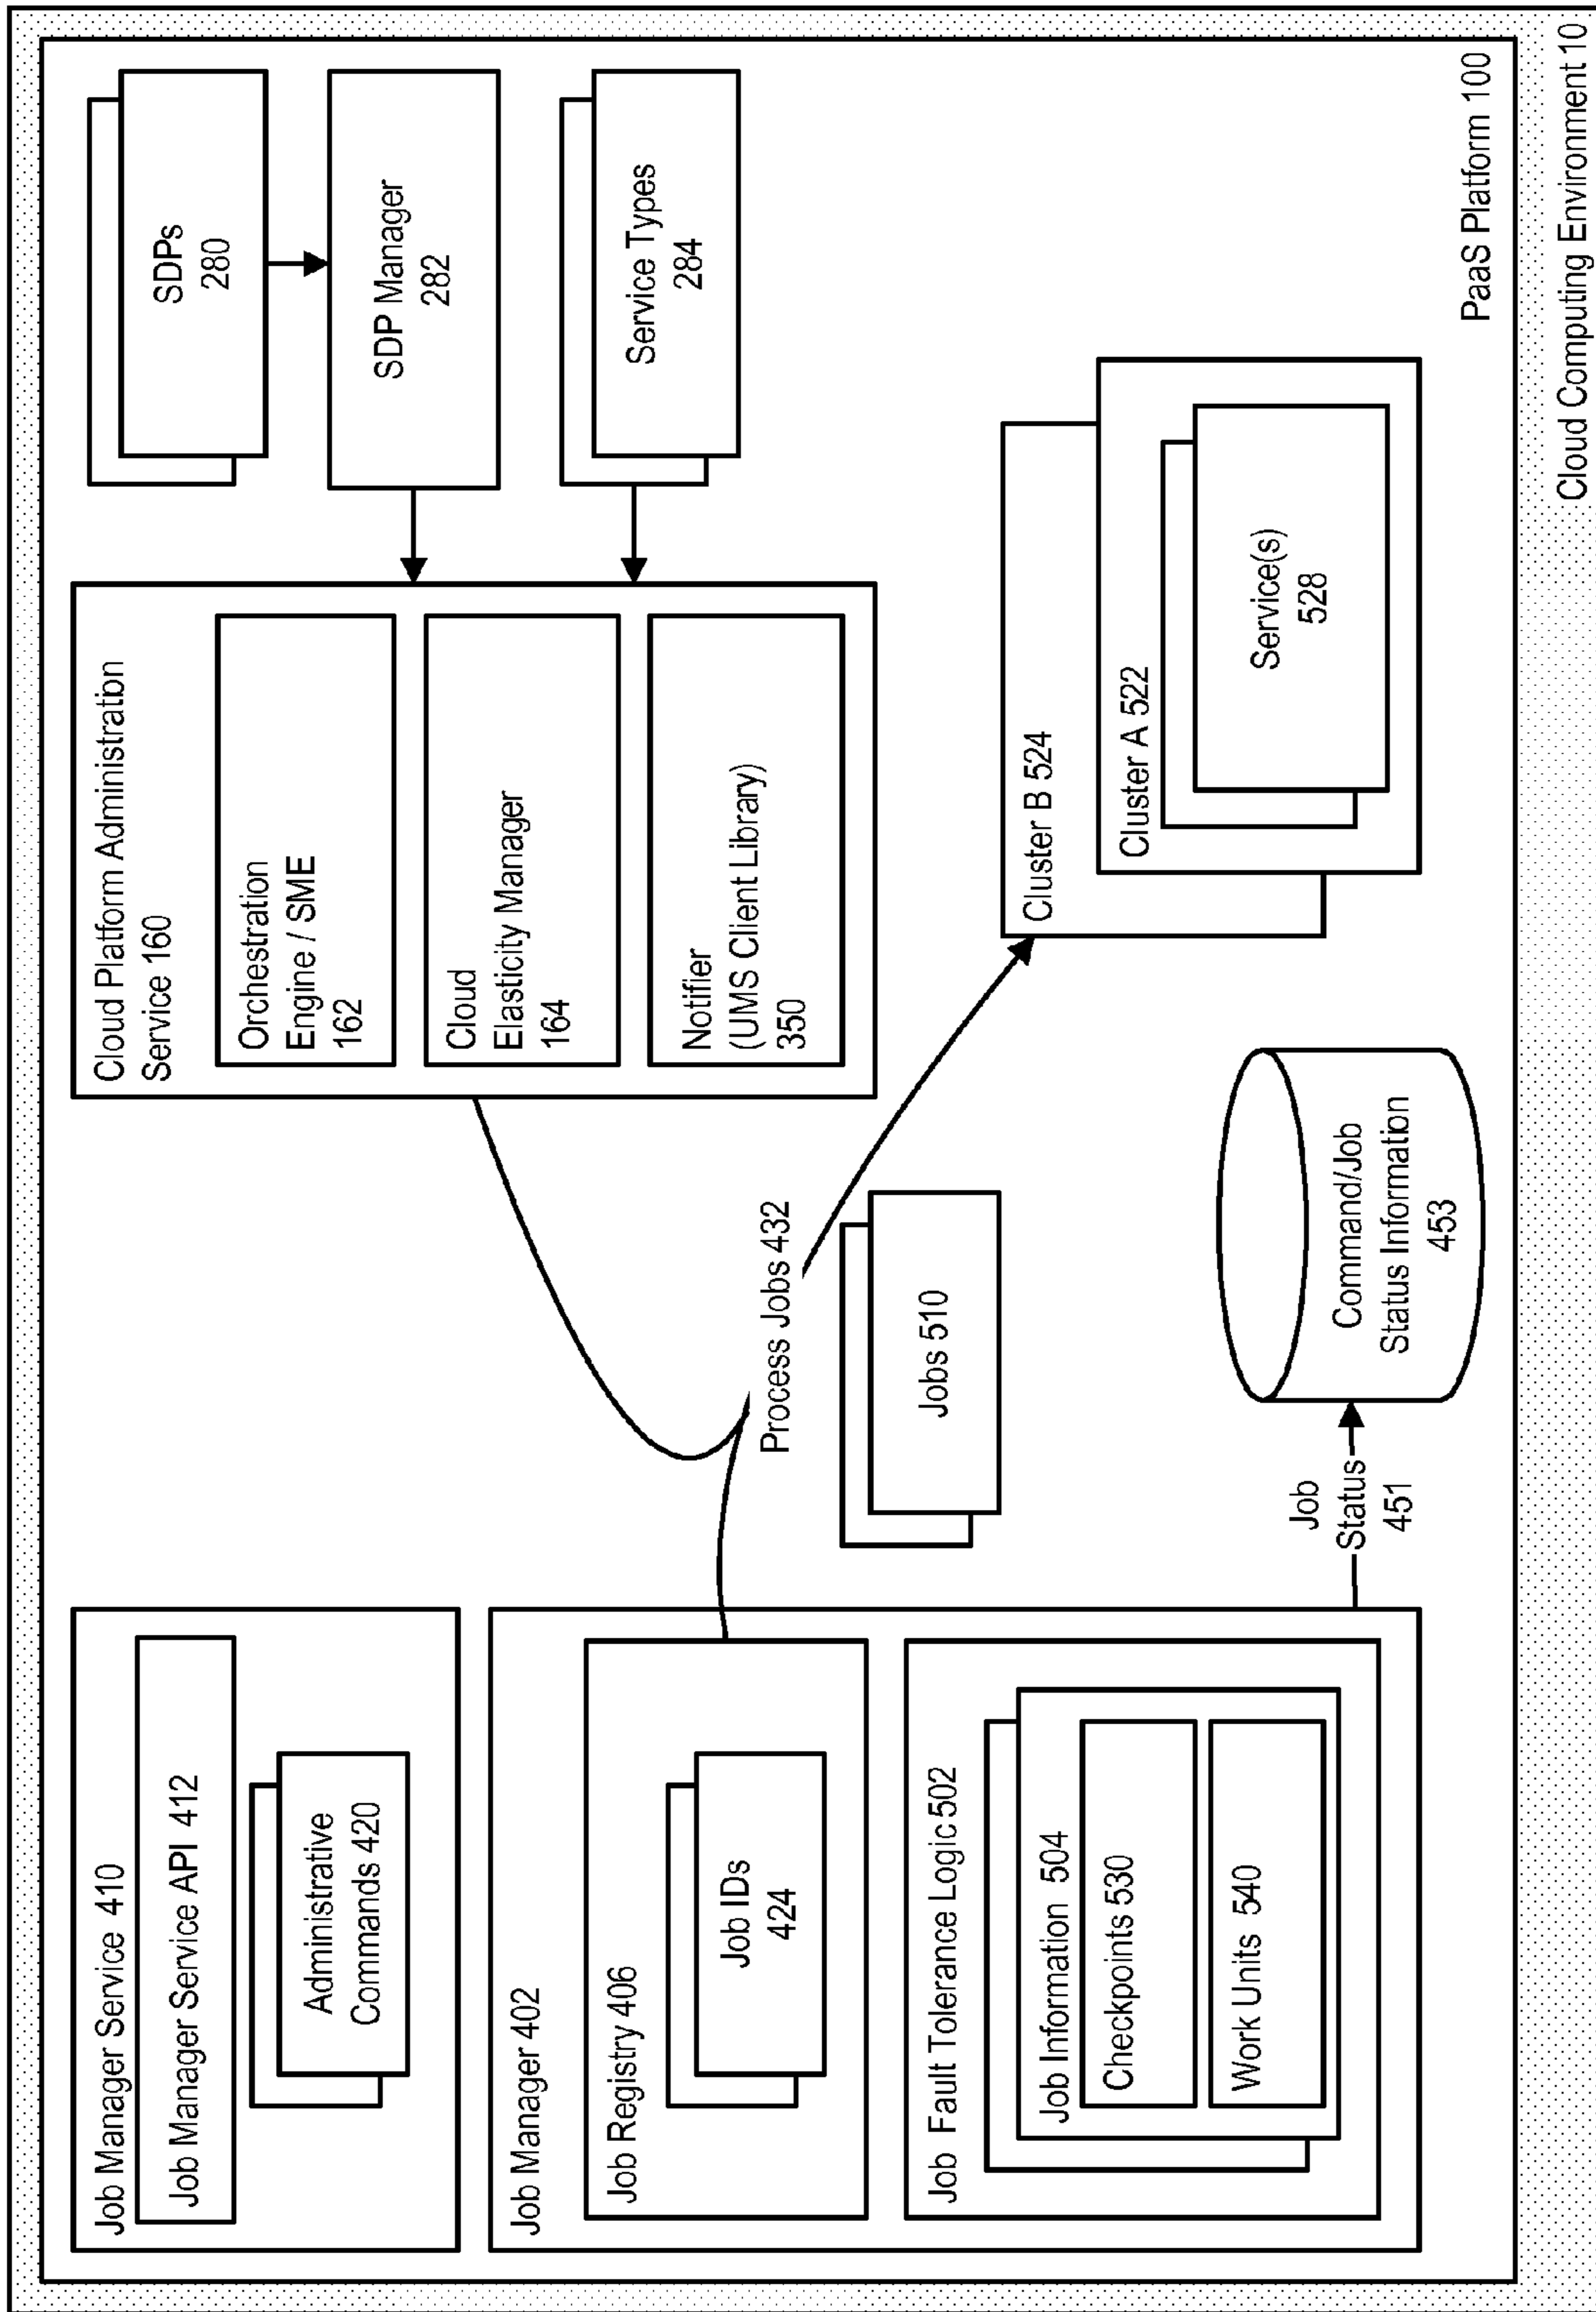 Job Manager Service 410
Job Manager Service API 412
Administrative
Commands 420
Job Manager 402
Job Registry 406
Job IDs
424
Job Fault Tolerance Logic 502
Job Information 504
Checkpoints 530
Work Units 540
Cloud Platform Administration
Service 160
Orchestration
Engine / SME
162
Cloud
Elasticity Manager
164
Notifier
(UMS Client Library)
350
SDPs
280
SDP Manager
282
Service Types
284
Process Jobs 432
Jobs 510
Cluster B 524
Cluster A 522
Service(s)
528
Job
Status
451
Command/Job
Status Information
453
PaaS Platform 100
Cloud Computing Environment 10